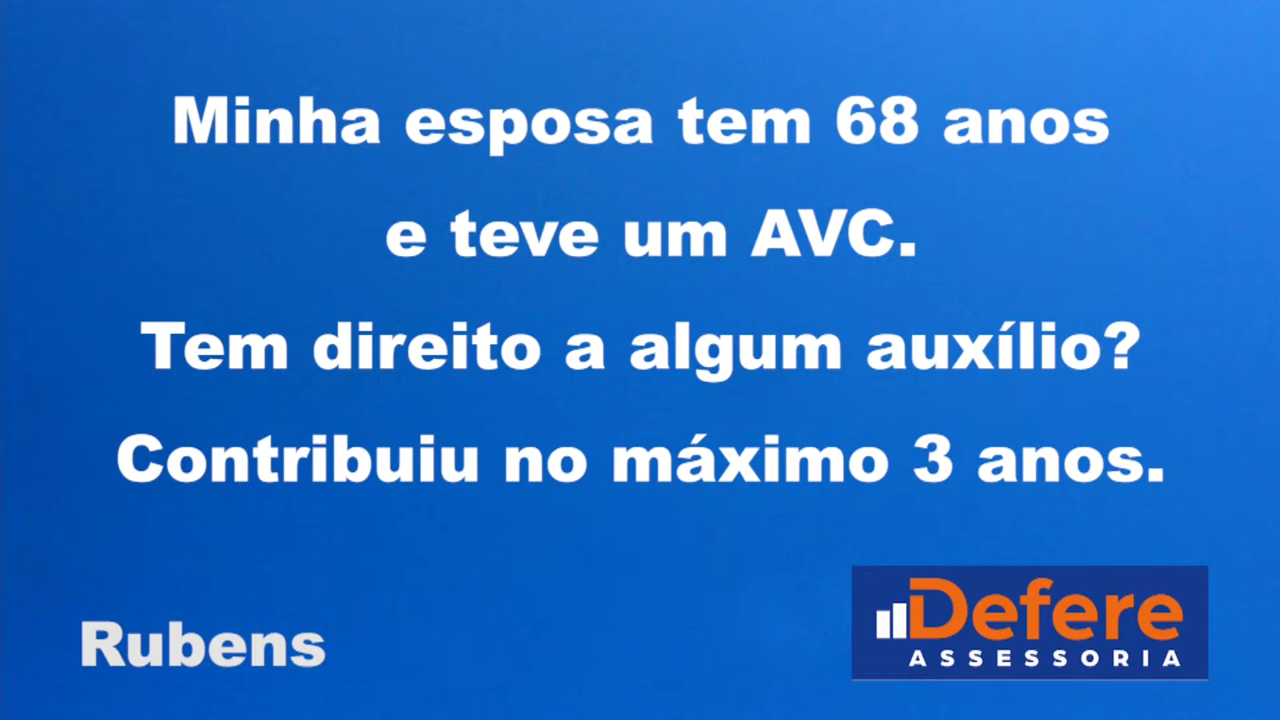 Minha esposa tem 68 anos
e teve um AVC.
Tem direito a algum auxílio?
Contribuiu no máximo 3 anos.
Rubens
Defere
ASSESSORIA